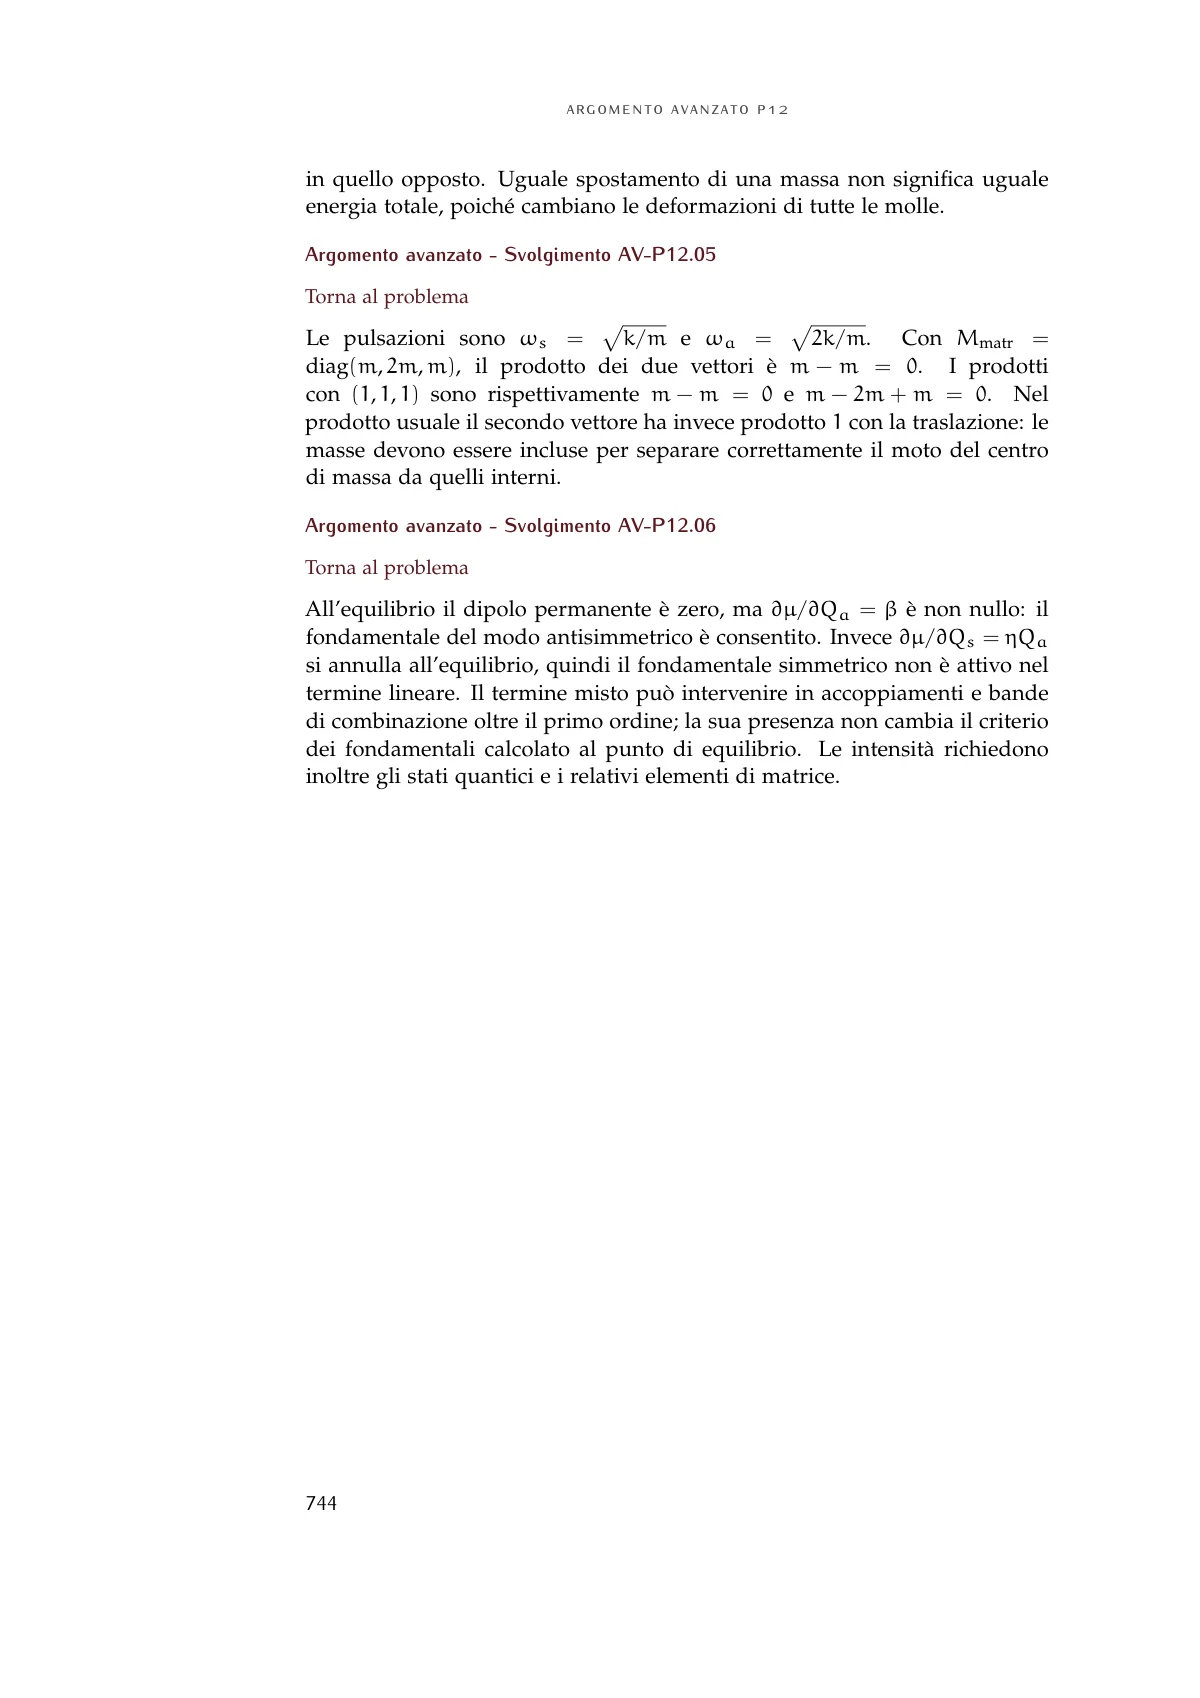 ARGOMENTO AVANZATO P12
in quello opposto. Uguale spostamento di una massa non significa uguale
energia totale, poiché cambiano le deformazioni di tutte le molle.
Argomento avanzato – Svolgimento AV-P12.05
Torna al problema
Le pulsazioni sono ωₛ = √k/m e ωₐ = √2k/m. Con Mmatr =
diag(m, 2m, m), il prodotto dei due vettori è m − m = 0. I prodotti
con (1, 1, 1) sono rispettivamente m − m = 0 e m − 2m + m = 0. Nel
prodotto usuale il secondo vettore ha invece prodotto 1 con la traslazione: le
masse devono essere incluse per separare correttamente il moto del centro
di massa da quelli interni.
Argomento avanzato – Svolgimento AV-P12.06
Torna al problema
All'equilibrio il dipolo permanente è zero, ma ∂μ/∂Qₐ = β è non nullo: il
fondamentale del modo antisimmetrico è consentito. Invece ∂μ/∂Qₛ = ηQₐ
si annulla all'equilibrio, quindi il fondamentale simmetrico non è attivo nel
termine lineare. Il termine misto può intervenire in accoppiamenti e bande
di combinazione oltre il primo ordine; la sua presenza non cambia il criterio
dei fondamentali calcolato al punto di equilibrio. Le intensità richiedono
inoltre gli stati quantici e i relativi elementi di matrice.
744